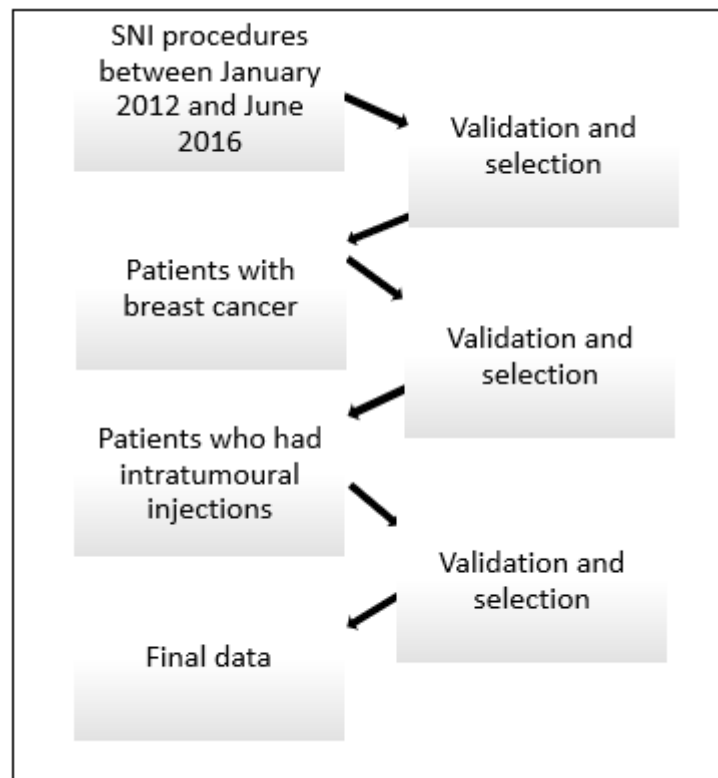 SNI procedures
between January
2012 and June
2016
Validation and
selection
Patients with
breast cancer
Validation and
selection
Patients who had
intratumoural
injections
Validation and
selection
Final data